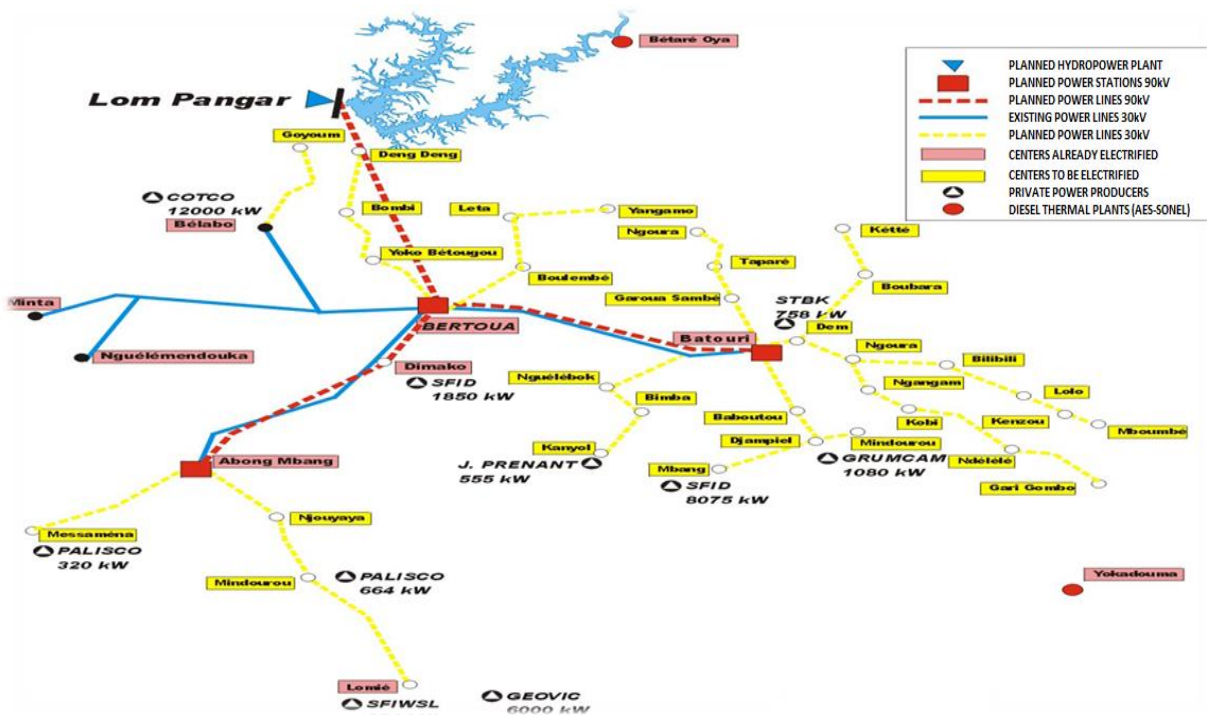 Bétaré Oya
PLANNED HYDROPOWER PLANT
PLANNED POWER STATIONS 90kV
PLANNED POWER LINES 90kV
EXISTING POWER LINES 30kV
PLANNED POWER LINES 30kV
CENTERS ALREADY ELECTRIFIED
CENTERS TO BE ELECTRIFIED
PRIVATE POWER PRODUCERS
DIESEL THERMAL PLANTS (AES-SONEL)
Lom Pangar
Goyoum
Deng Deng
COTCO
12000 kW
Bélabo
Bombi
Leta
Yangamo
Ngoura
Kétté
Yoko Bétougou
Boulembé
Taparé
Boubara
Garoua Sambé
STBK
758 kW
Minta
BERTOUA
Batouri
Dem
Nguélémendouka
Dimako
SFID
1850 kW
Nguélébok
Ngoura
Bilibili
Bimba
Ngangam
Lolo
Baboutou
Kobi
Kenzou
Mboumbé
Kanyol
Djampiel
Mindourou
J. PRENANT
555 kW
GRUMCAM
1080 kW
Ndélélé
Abong Mbang
Mbang
SFID
8075 kW
Gari Gombo
Messaména
Njouyaya
PALISCO
320 kW
Mindourou
PALISCO
664 kW
Yokadouma
Lomié
SFIWSL
GEOVIC
6000 kW